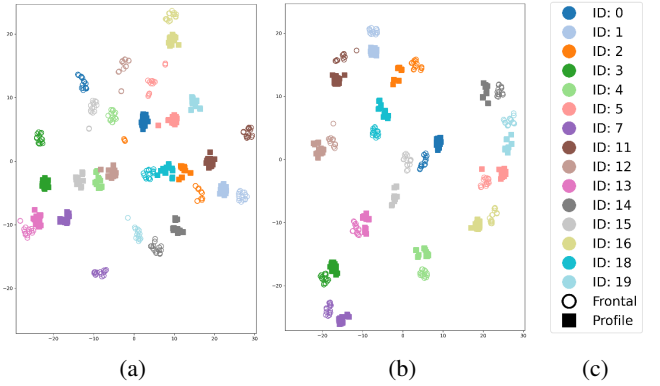 20
10
0
−10
−20
−20
−10
0
10
20
30
(a)
20
10
0
−10
−20
−20
−10
0
10
20
30
(b)
ID: 0
ID: 1
ID: 2
ID: 3
ID: 4
ID: 5
ID: 7
ID: 11
ID: 12
ID: 13
ID: 14
ID: 15
ID: 16
ID: 18
ID: 19
Frontal
Profile
(c)